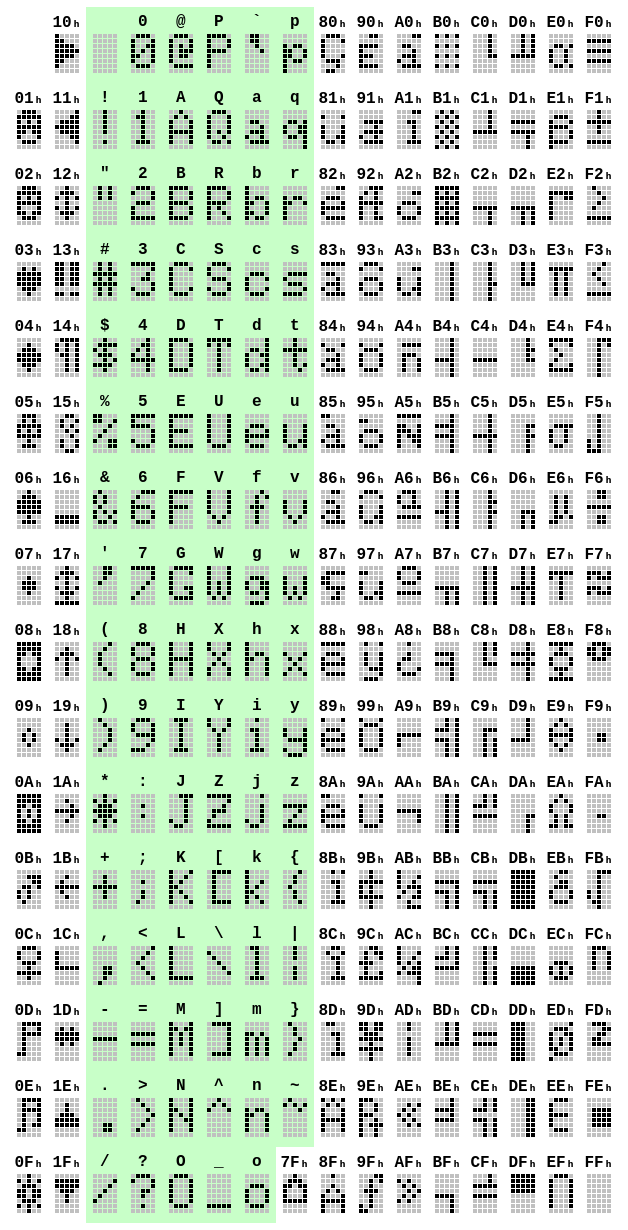 10h 0 @ P ` p 80h 90h A0h B0h C0h D0h E0h F0h
01h 11h ! 1 A Q a q 81h 91h A1h B1h C1h D1h E1h F1h
02h 12h " 2 B R b r 82h 92h A2h B2h C2h D2h E2h F2h
03h 13h # 3 C S c s 83h 93h A3h B3h C3h D3h E3h F3h
04h 14h $ 4 D T d t 84h 94h A4h B4h C4h D4h E4h F4h
05h 15h % 5 E U e u 85h 95h A5h B5h C5h D5h E5h F5h
06h 16h & 6 F V f v 86h 96h A6h B6h C6h D6h E6h F6h
07h 17h ' 7 G W g w 87h 97h A7h B7h C7h D7h E7h F7h
08h 18h ( 8 H X h x 88h 98h A8h B8h C8h D8h E8h F8h
09h 19h ) 9 I Y i y 89h 99h A9h B9h C9h D9h E9h F9h
0Ah 1Ah * : J Z j z 8Ah 9Ah AAh BAh CAh DAh EAh FAh
0Bh 1Bh + ; K [ k { 8Bh 9Bh ABh BBh CBh DBh EBh FBh
0Ch 1Ch , < L \ l | 8Ch 9Ch ACh BCh CCh DCh ECh FCh
0Dh 1Dh - = M ] m } 8Dh 9Dh ADh BDh CDh DDh EDh FDh
0Eh 1Eh . > N ^ n ~ 8Eh 9Eh AEh BEh CEh DEh EEh FEh
0Fh 1Fh / ? O _ o 7Fh 8Fh 9Fh AFh BFh CFh DFh EFh FFh